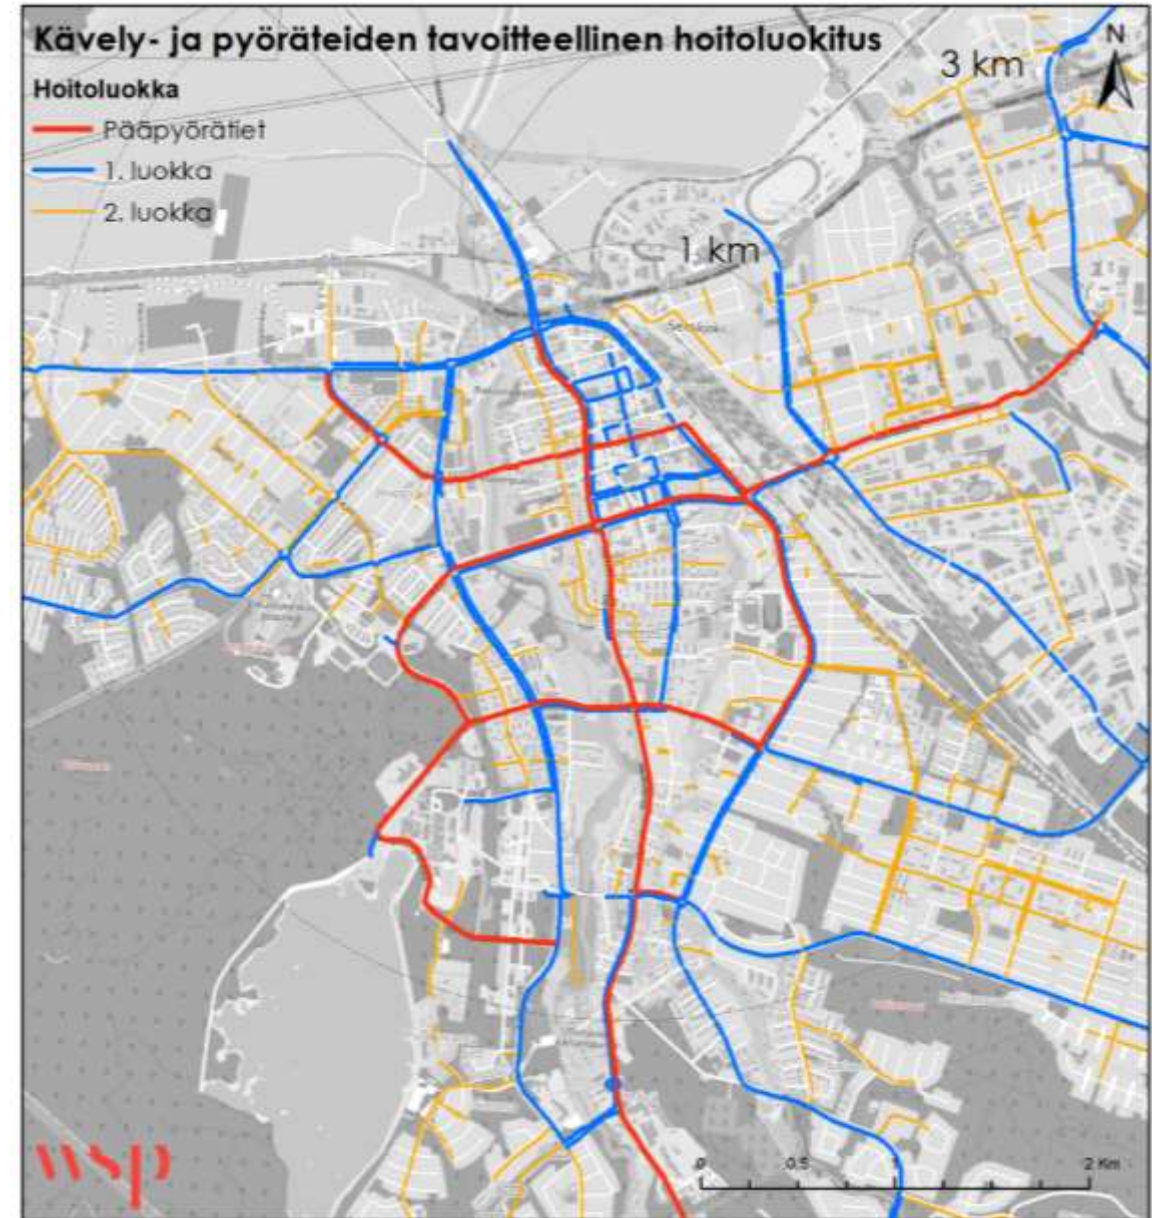 Kävely- ja pyöräteiden tavoitteellinen hoitoluokitus
Hoitoluokka
Pääpyörätiet
1. luokka
2. luokka
3 km
N
1 km
wsp
0 0.5 1 2 Km